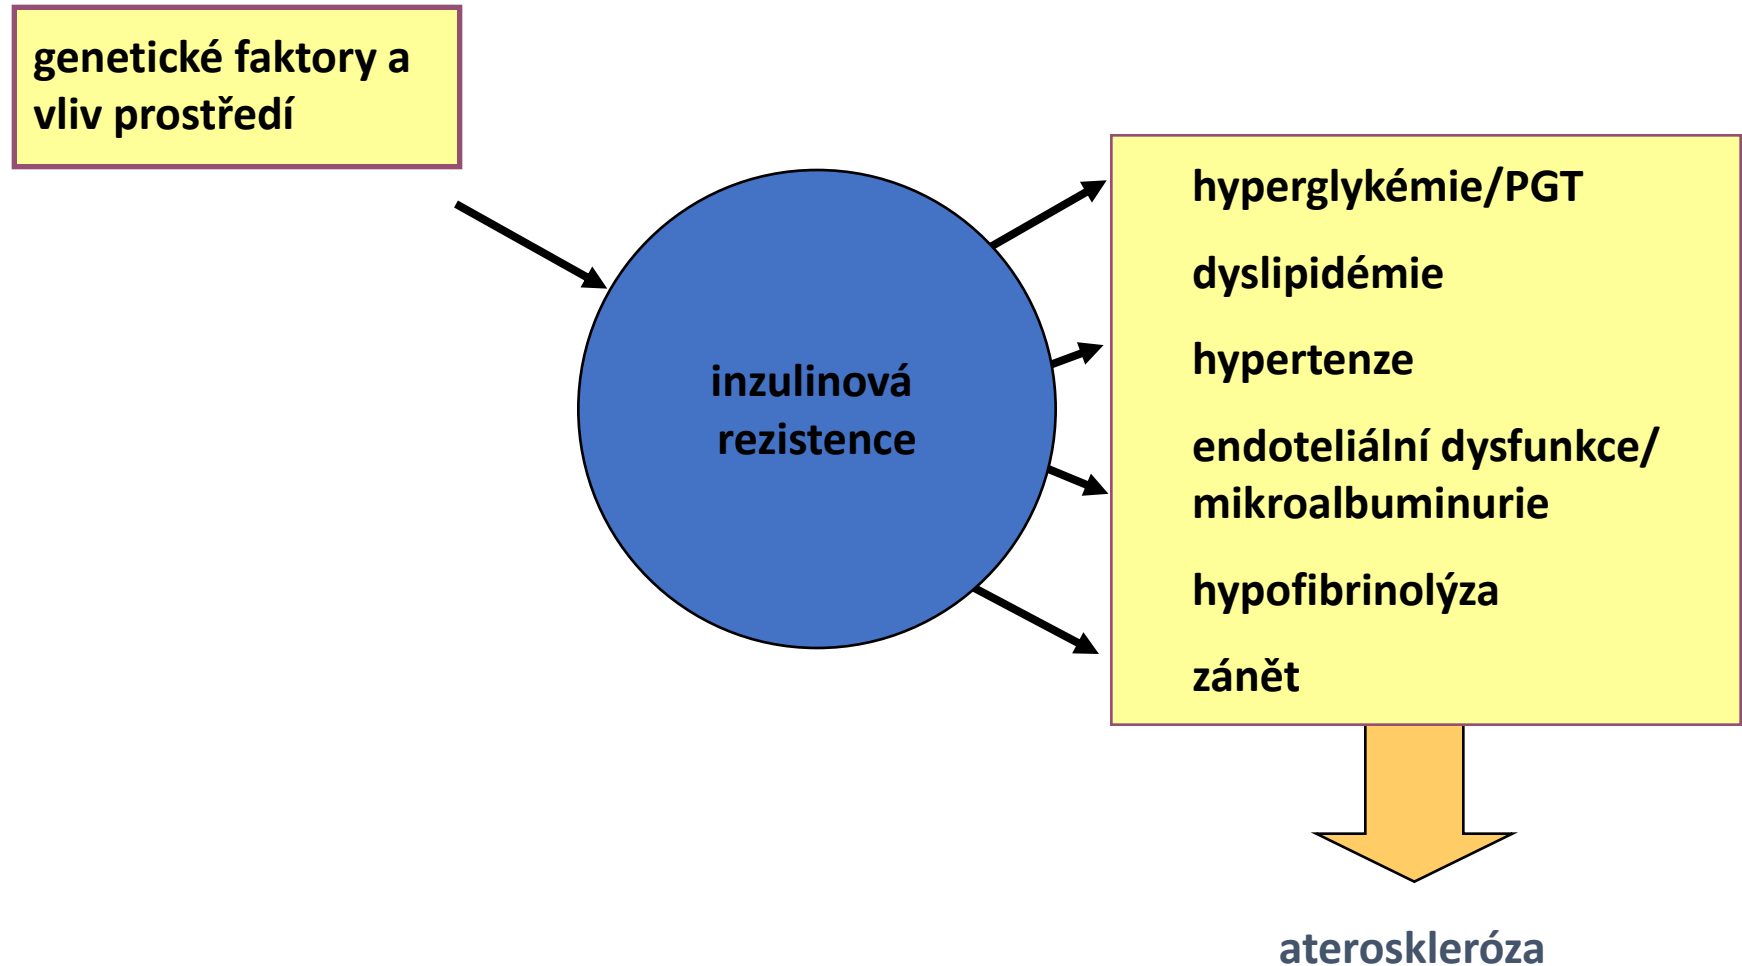 genetické faktory a
vliv prostředí
inzulinová
rezistence
hyperglykémie/PGT
dyslipidémie
hypertenze
endoteliální dysfunkce/
mikroalbuminurie
hypofibrinolýza
zánět
ateroskleróza